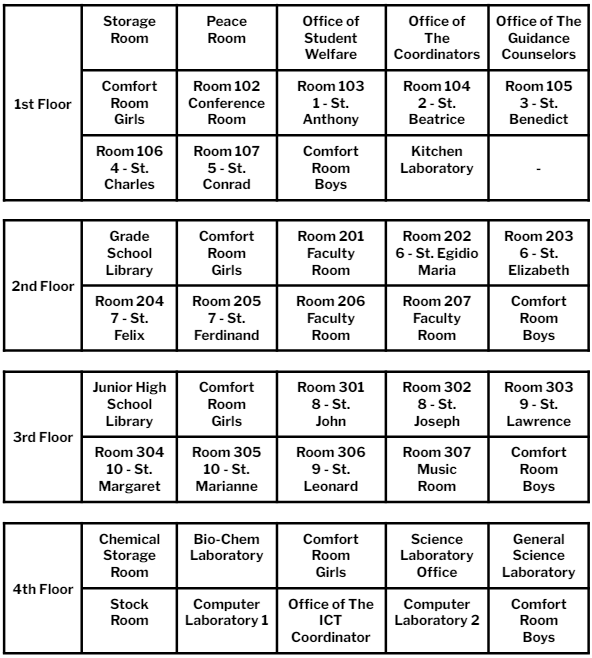 1st Floor
Storage
Room
Peace
Room
Office of
Student
Welfare
Office of
The
Coordinators
Office of The
Guidance
Counselors
Comfort
Room
Girls
Room 102
Conference
Room
Room 103
1 - St.
Anthony
Room 104
2 - St.
Beatrice
Room 105
3 - St.
Benedict
Room 106
4 - St.
Charles
Room 107
5 - St.
Conrad
Comfort
Room
Boys
Kitchen
Laboratory
-
2nd Floor
Grade
School
Library
Comfort
Room
Girls
Room 201
Faculty
Room
Room 202
6 - St. Egidio
Maria
Room 203
6 - St.
Elizabeth
Room 204
7 - St.
Felix
Room 205
7 - St.
Ferdinand
Room 206
Faculty
Room
Room 207
Faculty
Room
Comfort
Room
Boys
3rd Floor
Junior High
School
Library
Comfort
Room
Girls
Room 301
8 - St.
John
Room 302
8 - St.
Joseph
Room 303
9 - St.
Lawrence
Room 304
10 - St.
Margaret
Room 305
10 - St.
Marianne
Room 306
9 - St.
Leonard
Room 307
Music
Room
Comfort
Room
Boys
4th Floor
Chemical
Storage
Room
Bio-Chem
Laboratory
Comfort
Room
Girls
Science
Laboratory
Office
General
Science
Laboratory
Stock
Room
Computer
Laboratory 1
Office of The
ICT
Coordinator
Computer
Laboratory 2
Comfort
Room
Boys